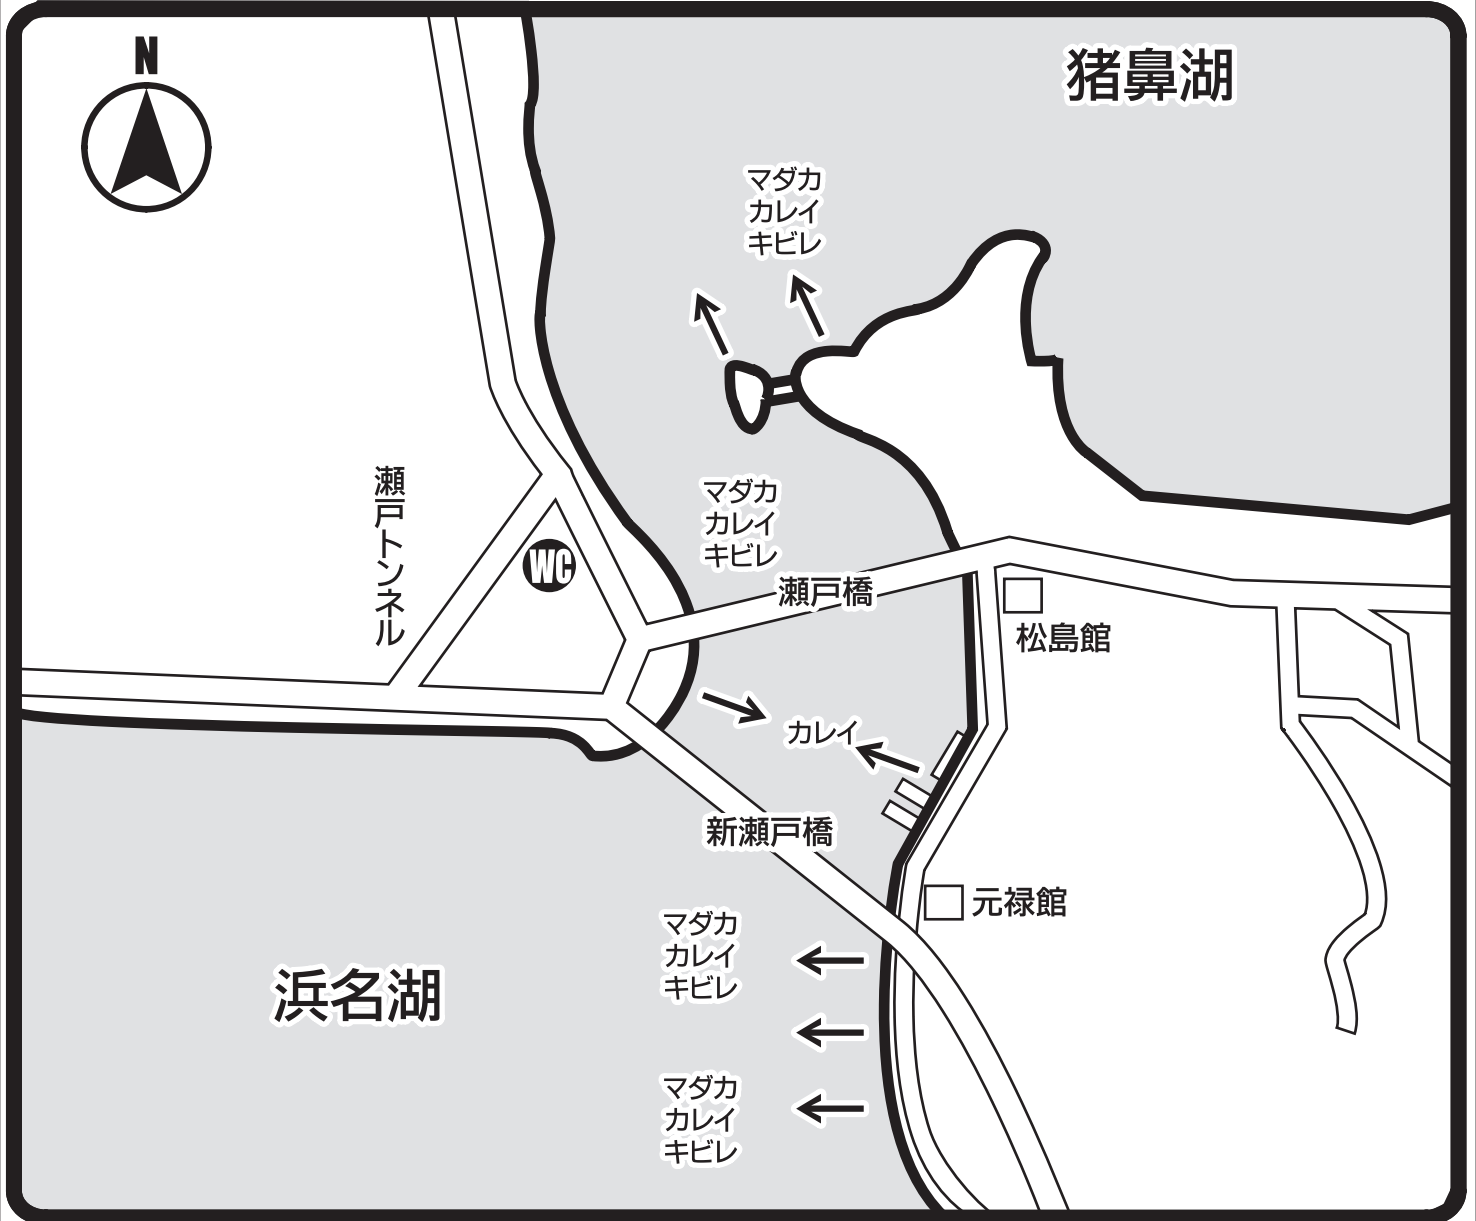 N
猪鼻湖
マダカ
カレイ
キビレ
瀬戸トンネル
マダカ
カレイ
キビレ
WC
瀬戸橋
松島館
カレイ
新瀬戸橋
元禄館
マダカ
カレイ
キビレ
浜名湖
マダカ
カレイ
キビレ